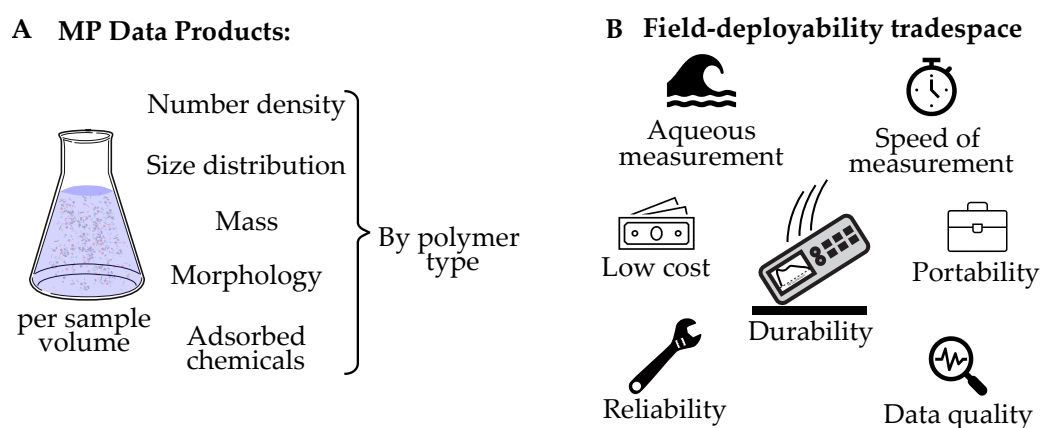 A MP Data Products:
Number density
Size distribution
Mass
Morphology
Adsorbed
chemicals
By polymer
type
per sample
volume
B Field-deployability tradespace
Aqueous
measurement
Speed of
measurement
Low cost
Portability
Durability
Reliability
Data quality